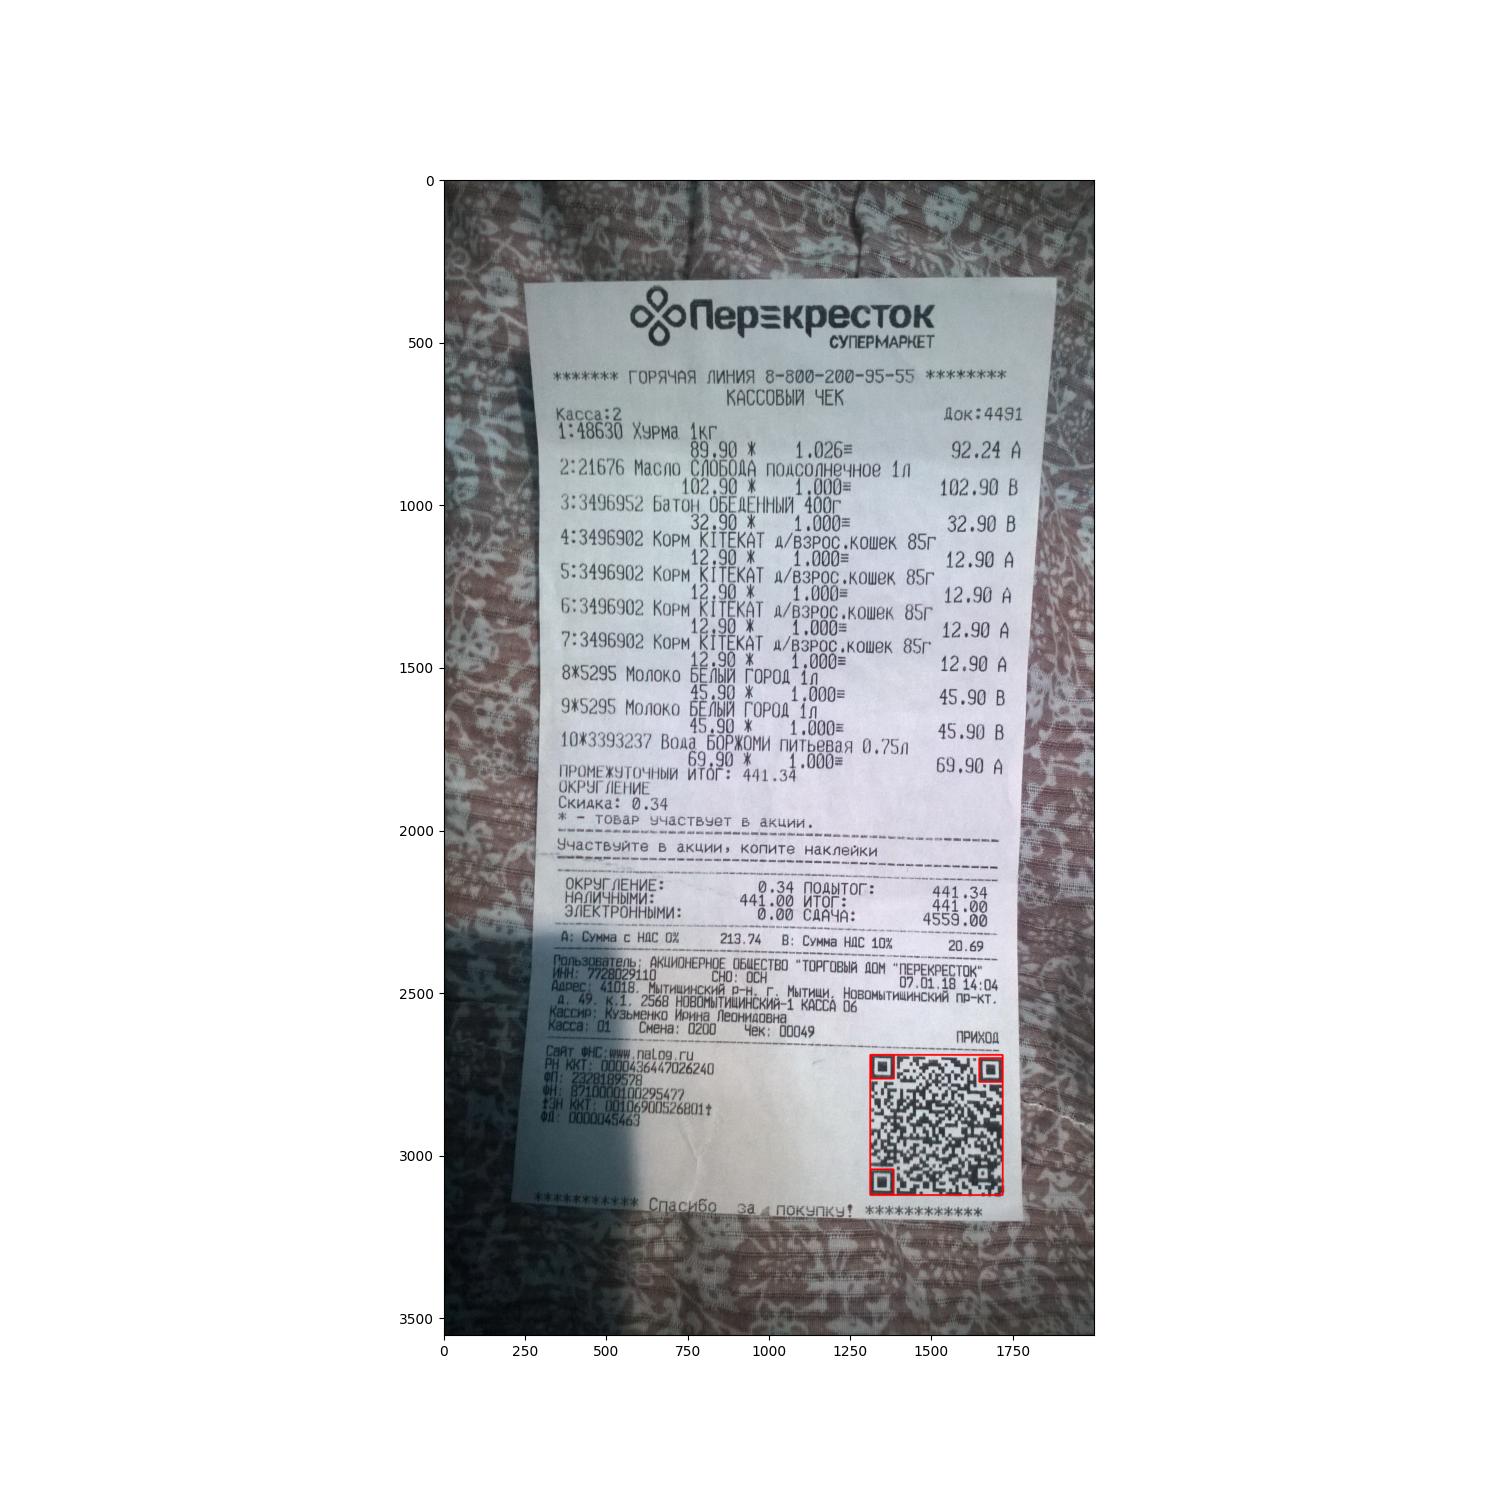 Перекресток
СУПЕРМАРКЕТ
******* ГОРЯЧАЯ ЛИНИЯ 8-800-200-95-55 ********
КАССОВЫЙ ЧЕК
Касса:2 Док:4491
1:48630 Хурма 1кг
89.90 * 1.026= 92.24 А
2:21676 Масло СЛОБОДА подсолнечное 1л
102.90 * 1.000= 102.90 В
3:3496952 Батон ОБЕДЕННЫЙ 400г
32.90 * 1.000= 32.90 В
4:3496902 Корм KITEKAT д/взрос.кошек 85г
12.90 * 1.000= 12.90 А
5:3496902 Корм KITEKAT д/взрос.кошек 85г
12.90 * 1.000= 12.90 А
6:3496902 Корм KITEKAT д/взрос.кошек 85г
12.90 * 1.000= 12.90 А
7:3496902 Корм KITEKAT д/взрос.кошек 85г
12.90 * 1.000= 12.90 А
8*5295 Молоко БЕЛЫЙ ГОРОД 1л
45.90 * 1.000= 45.90 В
9*5295 Молоко БЕЛЫЙ ГОРОД 1л
45.90 * 1.000= 45.90 В
10*3393237 Вода БОРЖОМИ питьевая 0.75л
69.90 * 1.000= 69.90 А
ПРОМЕЖУТОЧНЫЙ ИТОГ: 441.34
ОКРУГЛЕНИЕ
Скидка: 0.34
* - товар участвует в акции.
Участвуйте в акции, копите наклейки
ОКРУГЛЕНИЕ: 0.34 ПОДЫТОГ: 441.34
НАЛИЧНЫМИ: 441.00 ИТОГ: 441.00
ЭЛЕКТРОННЫМИ: 0.00 СДАЧА: 4559.00
А: Сумма с НДС 0% 213.74 В: Сумма НДС 10% 20.69
Пользователь: АКЦИОНЕРНОЕ ОБЩЕСТВО "ТОРГОВЫЙ ДОМ "ПЕРЕКРЕСТОК"
ИНН: 7728029110 СНО: ОСН 07.01.18 14:04
Адрес: 41018. Мытищинский р-н. г. Мытищи. Новомытищинский пр-кт.
д. 49. к.1. 2568 НОВОМЫТИЩИНСКИЙ-1 КАССА 06
Кассир: Кузьменко Ирина Леонидовна
Касса: 01 Смена: 0200 Чек: 00049 ПРИХОД
Сайт ФНС:www.nalog.ru
РН ККТ: 0000436447026240
ФП: 2328189578
ФН: 8710000100295477
‡ЗН ККТ: 00106900526801‡
ФД: 0000045463
*********** Спасибо за покупку! ************
0
500
1000
1500
2000
2500
3000
3500
0 250 500 750 1000 1250 1500 1750